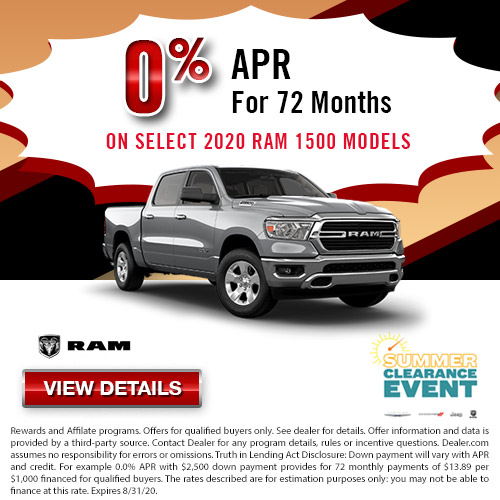 0% APR
For 72 Months
ON SELECT 2020 RAM 1500 MODELS
RAM
RAM
SUMMER
CLEARANCE
EVENT
VIEW DETAILS
Rewards and Affilate programs. Offers for qualified buyers only. See dealer for details. Offer information and data is
provided by a third-party source. Contact Dealer for any program details, rules or incentive questions. Dealer.com
assumes no responsibility for errors or omissions. Truth in Lending Act Disclosure: Down payment will vary with APR
and credit. For example 0.0% APR with $2,500 down payment provides for 72 monthly payments of $13.89 per
$1,000 financed for qualified buyers. The rates described are for estimation purposes only: you may not be able to
finance at this rate. Expires 8/31/20.